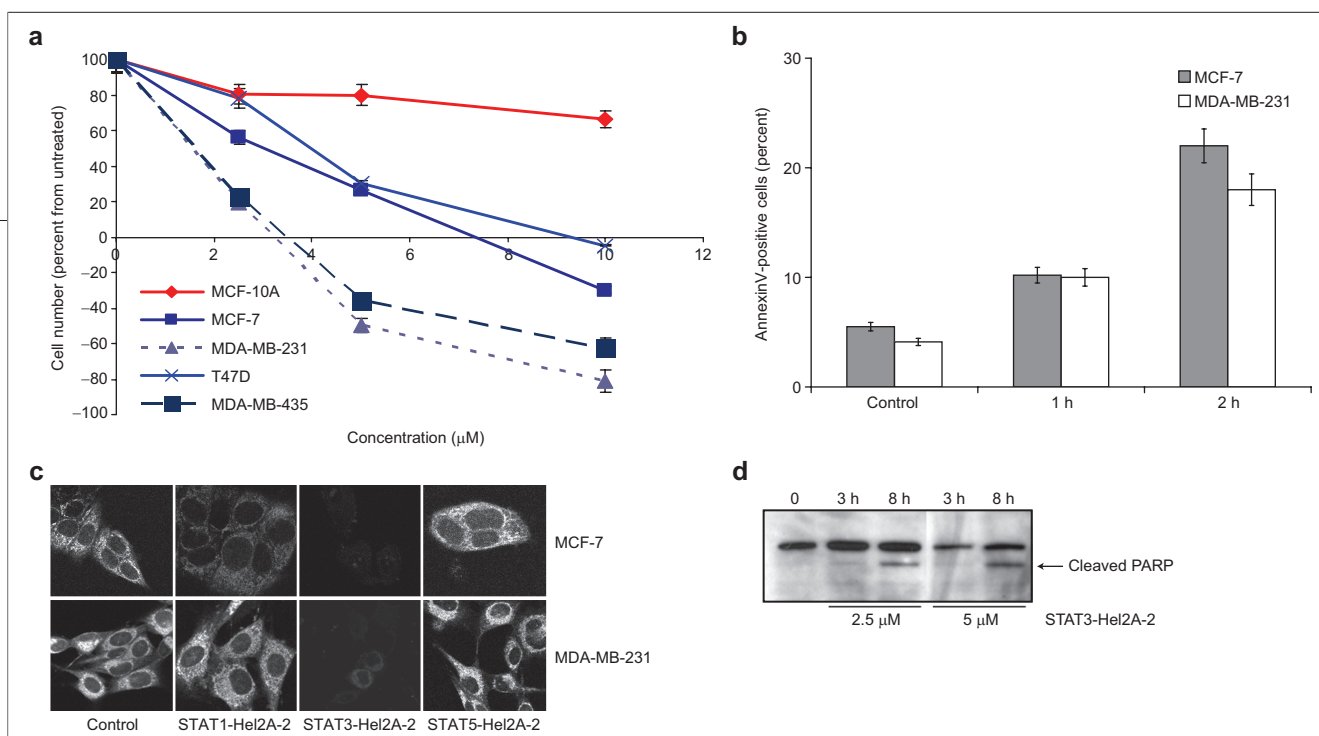 a
100
80
60
40
20
0
−20
−40
−60
−80
−100
0
2
4
6
8
10
12
Cell number (percent from untreated)
Concentration (μM)
MCF-10A
MCF-7
MDA-MB-231
T47D
MDA-MB-435
b
30
20
10
0
AnnexinV-positive cells (percent)
MCF-7
MDA-MB-231
Control 1 h 2 h
c
MCF-7
MDA-MB-231
Control STAT1-Hel2A-2 STAT3-Hel2A-2 STAT5-Hel2A-2
d
0 3 h 8 h 3 h 8 h
Cleaved PARP
2.5 μM 5 μM STAT3-Hel2A-2